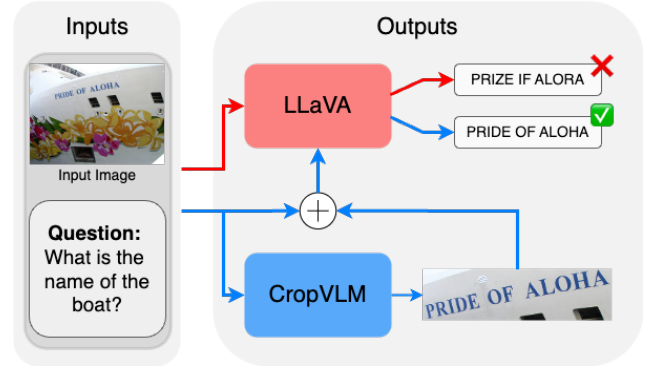 Inputs
Outputs
PRIDE OF ALOHA
Input Image
Question:
What is the
name of the
boat?
LLaVA
PRIZE IF ALORA
PRIDE OF ALOHA
CropVLM
PRIDE OF ALOHA